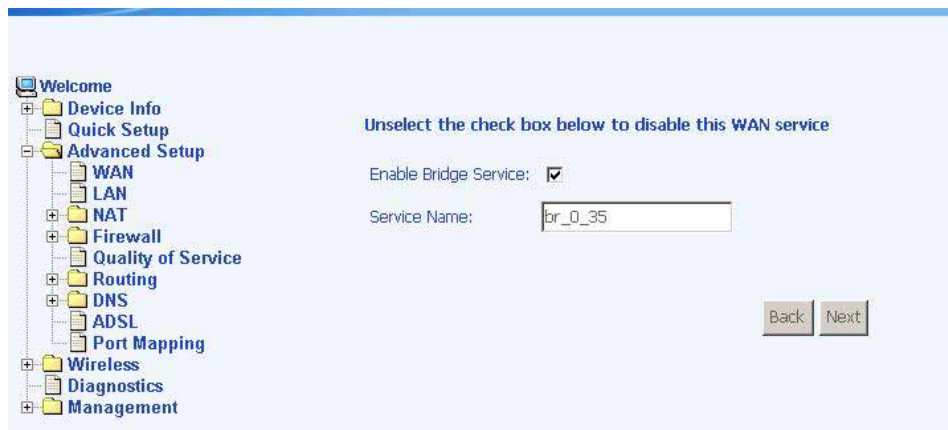 Welcome
Device Info
Quick Setup
Advanced Setup
WAN
LAN
NAT
Firewall
Quality of Service
Routing
DNS
ADSL
Port Mapping
Wireless
Diagnostics
Management
Unselect the check box below to disable this WAN service
Enable Bridge Service:
Service Name: br_0_35
Back Next